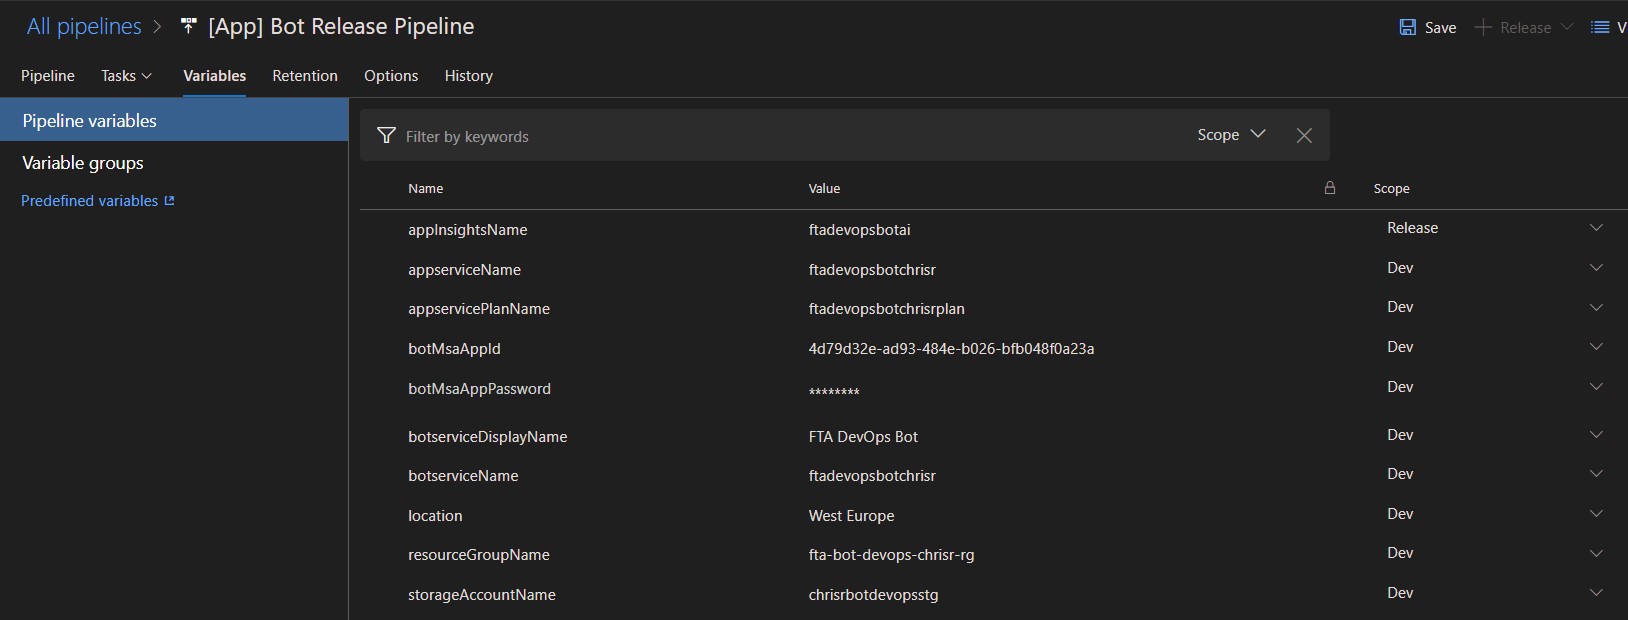 All pipelines > [App] Bot Release Pipeline
Save
Release
V
Pipeline Tasks Variables Retention Options History
Pipeline variables
Variable groups
Predefined variables
Filter by keywords
Scope
Name Value Scope
appInsightsName ftadevopsbotai Release
appserviceName ftadevopsbotchrisr Dev
appservicePlanName ftadevopsbotchrisrplan Dev
botMsaAppId 4d79d32e-ad93-484e-b026-bfb048f0a23a Dev
botMsaAppPassword ******** Dev
botserviceDisplayName FTA DevOps Bot Dev
botserviceName ftadevopsbotchrisr Dev
location West Europe Dev
resourceGroupName fta-bot-devops-chrisr-rg Dev
storageAccountName chrisrbotdevopsstg Dev